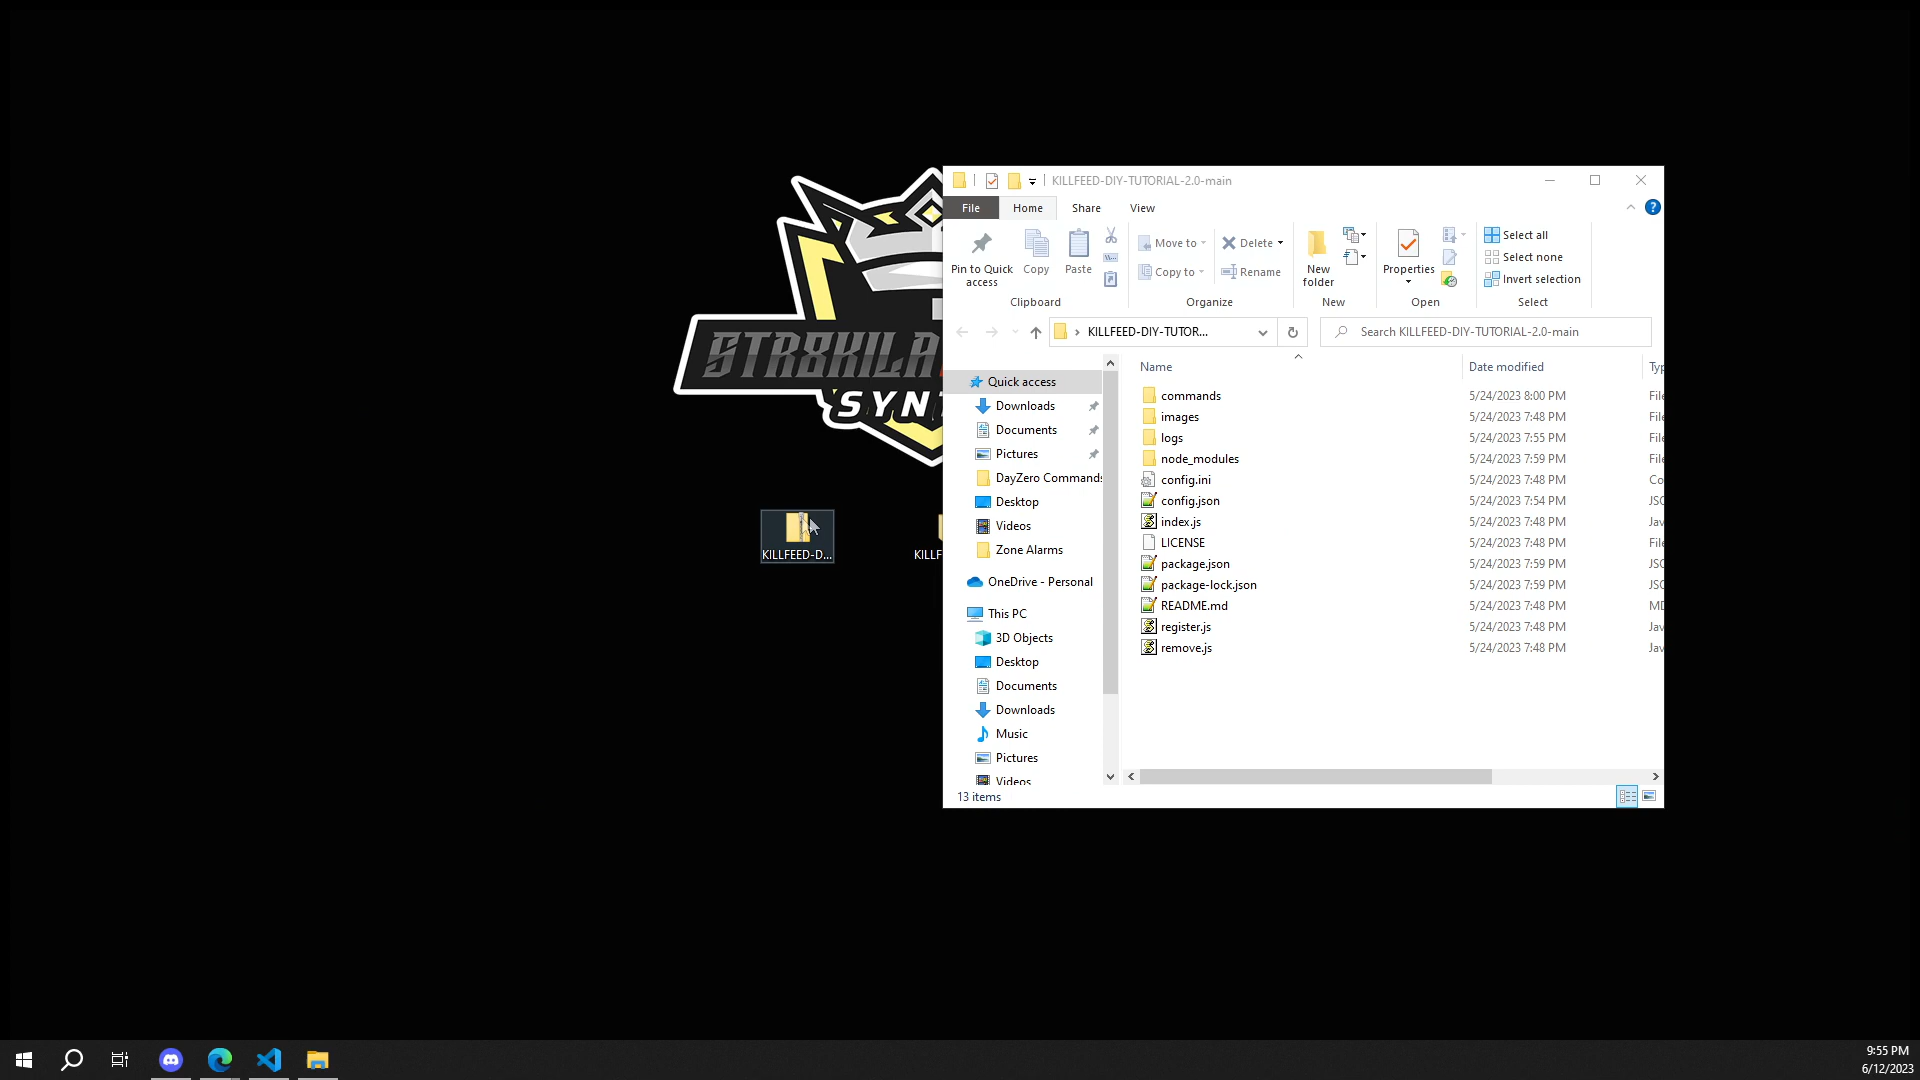 KILLFEED-DIY-TUTORIAL-2.0-main
File Home Share View
Pin to Quick access
Copy
Paste
Move to
Copy to
Delete
Rename
New folder
Properties
Select all
Select none
Invert selection
Clipboard Organize New Open Select
KILLFEED-DIY-TUTOR...
Search KILLFEED-DIY-TUTORIAL-2.0-main
Name Date modified Typ
Quick access
Downloads
Documents
Pictures
DayZero Command
Desktop
Videos
Zone Alarms
OneDrive - Personal
This PC
3D Objects
Desktop
Documents
Downloads
Music
Pictures
Videos
commands 5/24/2023 8:00 PM File
images 5/24/2023 7:48 PM File
logs 5/24/2023 7:55 PM File
node_modules 5/24/2023 7:59 PM File
config.ini 5/24/2023 7:48 PM Co
config.json 5/24/2023 7:54 PM JSO
index.js 5/24/2023 7:48 PM Jav
LICENSE 5/24/2023 7:48 PM File
package.json 5/24/2023 7:59 PM JSO
package-lock.json 5/24/2023 7:59 PM JSO
README.md 5/24/2023 7:48 PM MD
register.js 5/24/2023 7:48 PM Jav
remove.js 5/24/2023 7:48 PM Jav
13 items
STR8KILLA
SYN
KILLFEED-D...
KILLF
9:55 PM
6/12/2023